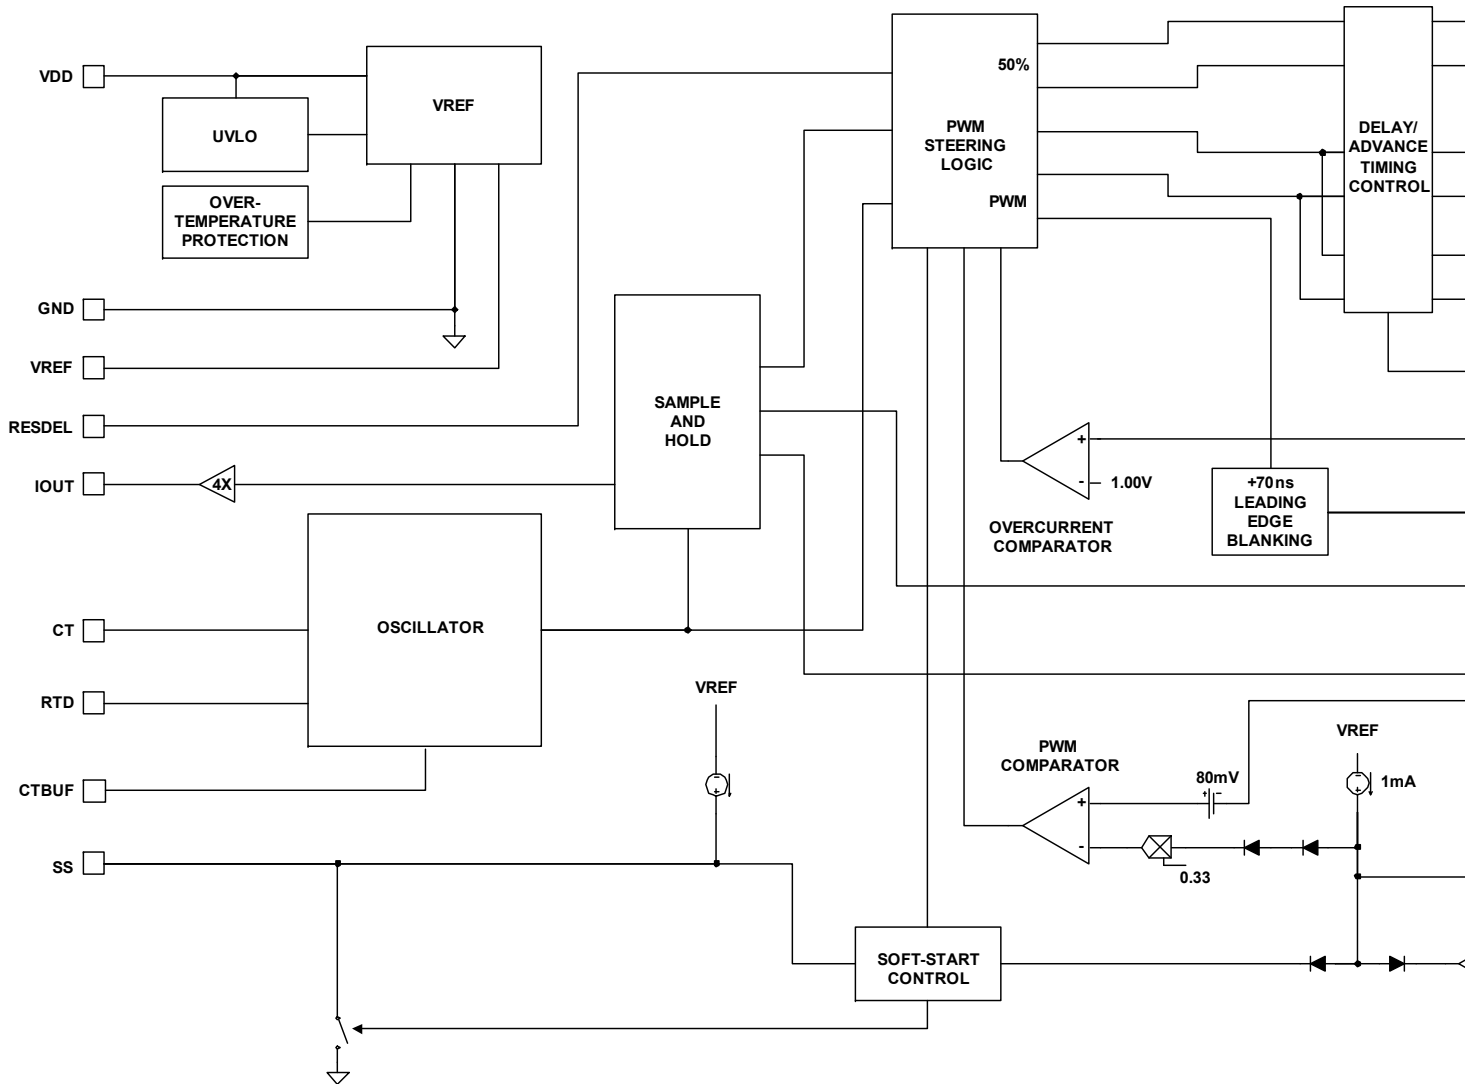 VDD
UVLO
VREF
OVER-
TEMPERATURE
PROTECTION
GND
VREF
RESDEL
IOUT
4X
CT
RTD
CTBUF
SS
OSCILLATOR
SAMPLE
AND
HOLD
VREF
50%
PWM
STEERING
LOGIC
PWM
DELAY/
ADVANCE
TIMING
CONTROL
+
-
1.00V
OVERCURRENT
COMPARATOR
+70ns
LEADING
EDGE
BLANKING
PWM
COMPARATOR
+
-
80mV
+
-
0.33
VREF
1mA
SOFT-START
CONTROL